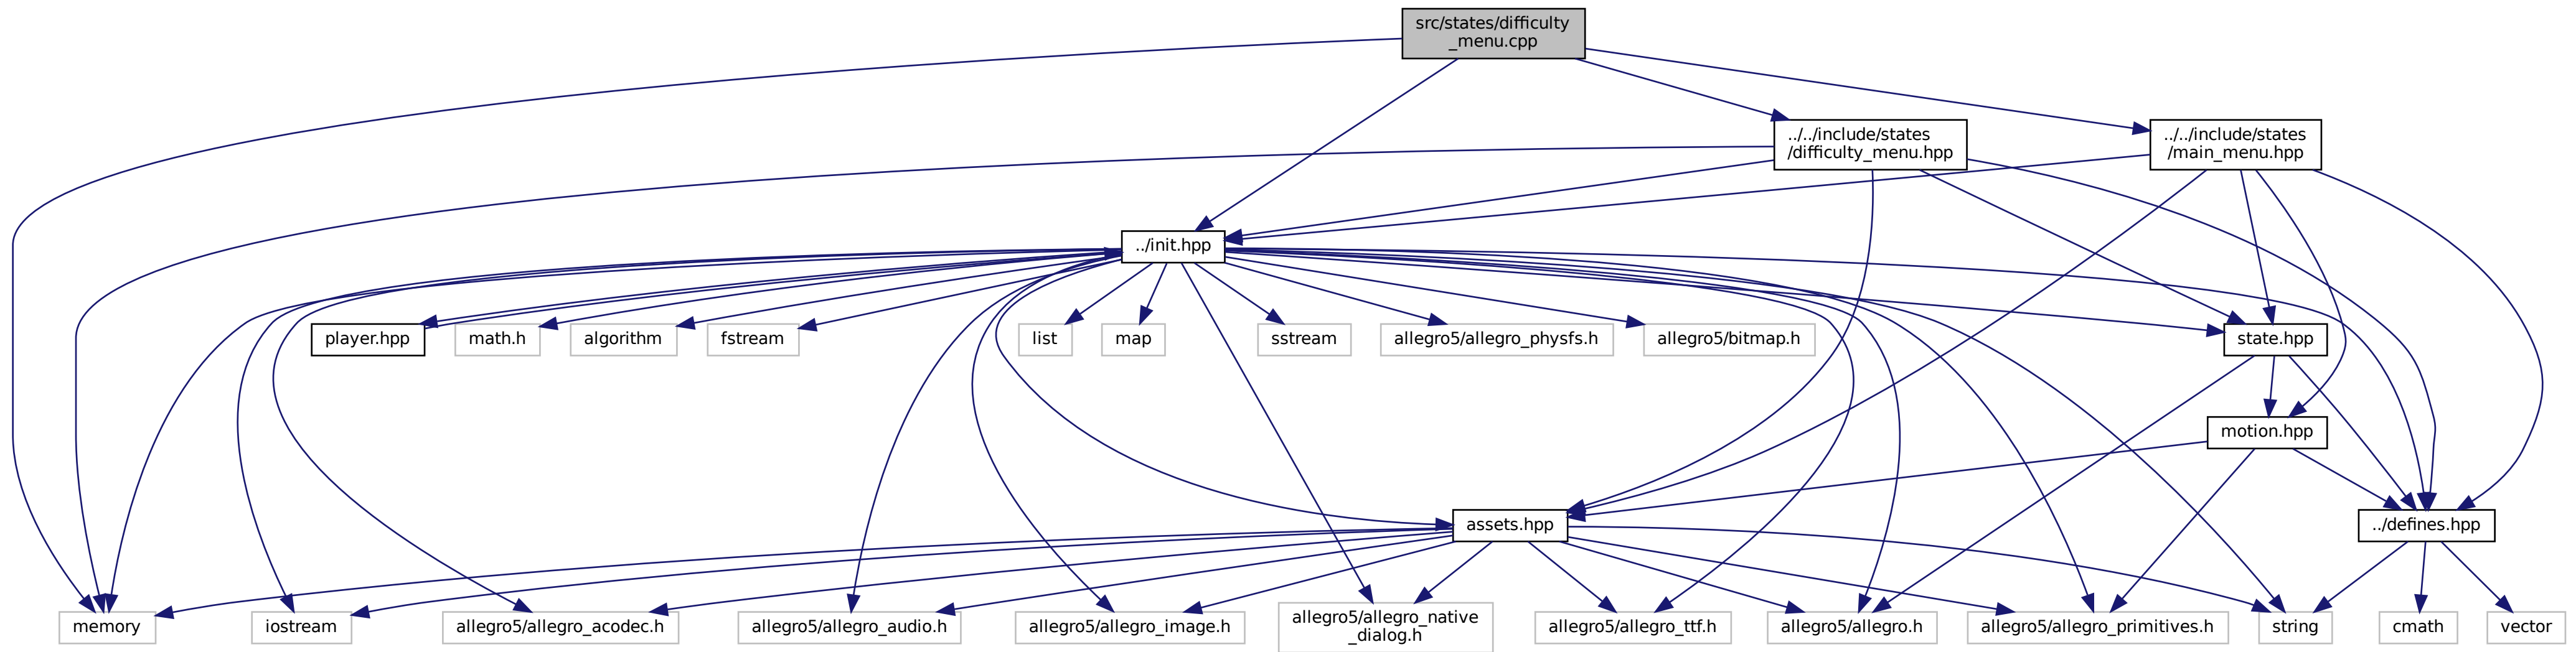 src/states/difficulty
_menu.cpp
../../include/states
/difficulty_menu.hpp
../../include/states
/main_menu.hpp
../init.hpp
player.hpp
math.h
algorithm
fstream
list
map
sstream
allegro5/allegro_physfs.h
allegro5/bitmap.h
state.hpp
motion.hpp
assets.hpp
../defines.hpp
memory
iostream
allegro5/allegro_acodec.h
allegro5/allegro_audio.h
allegro5/allegro_image.h
allegro5/allegro_native
_dialog.h
allegro5/allegro_ttf.h
allegro5/allegro.h
allegro5/allegro_primitives.h
string
cmath
vector